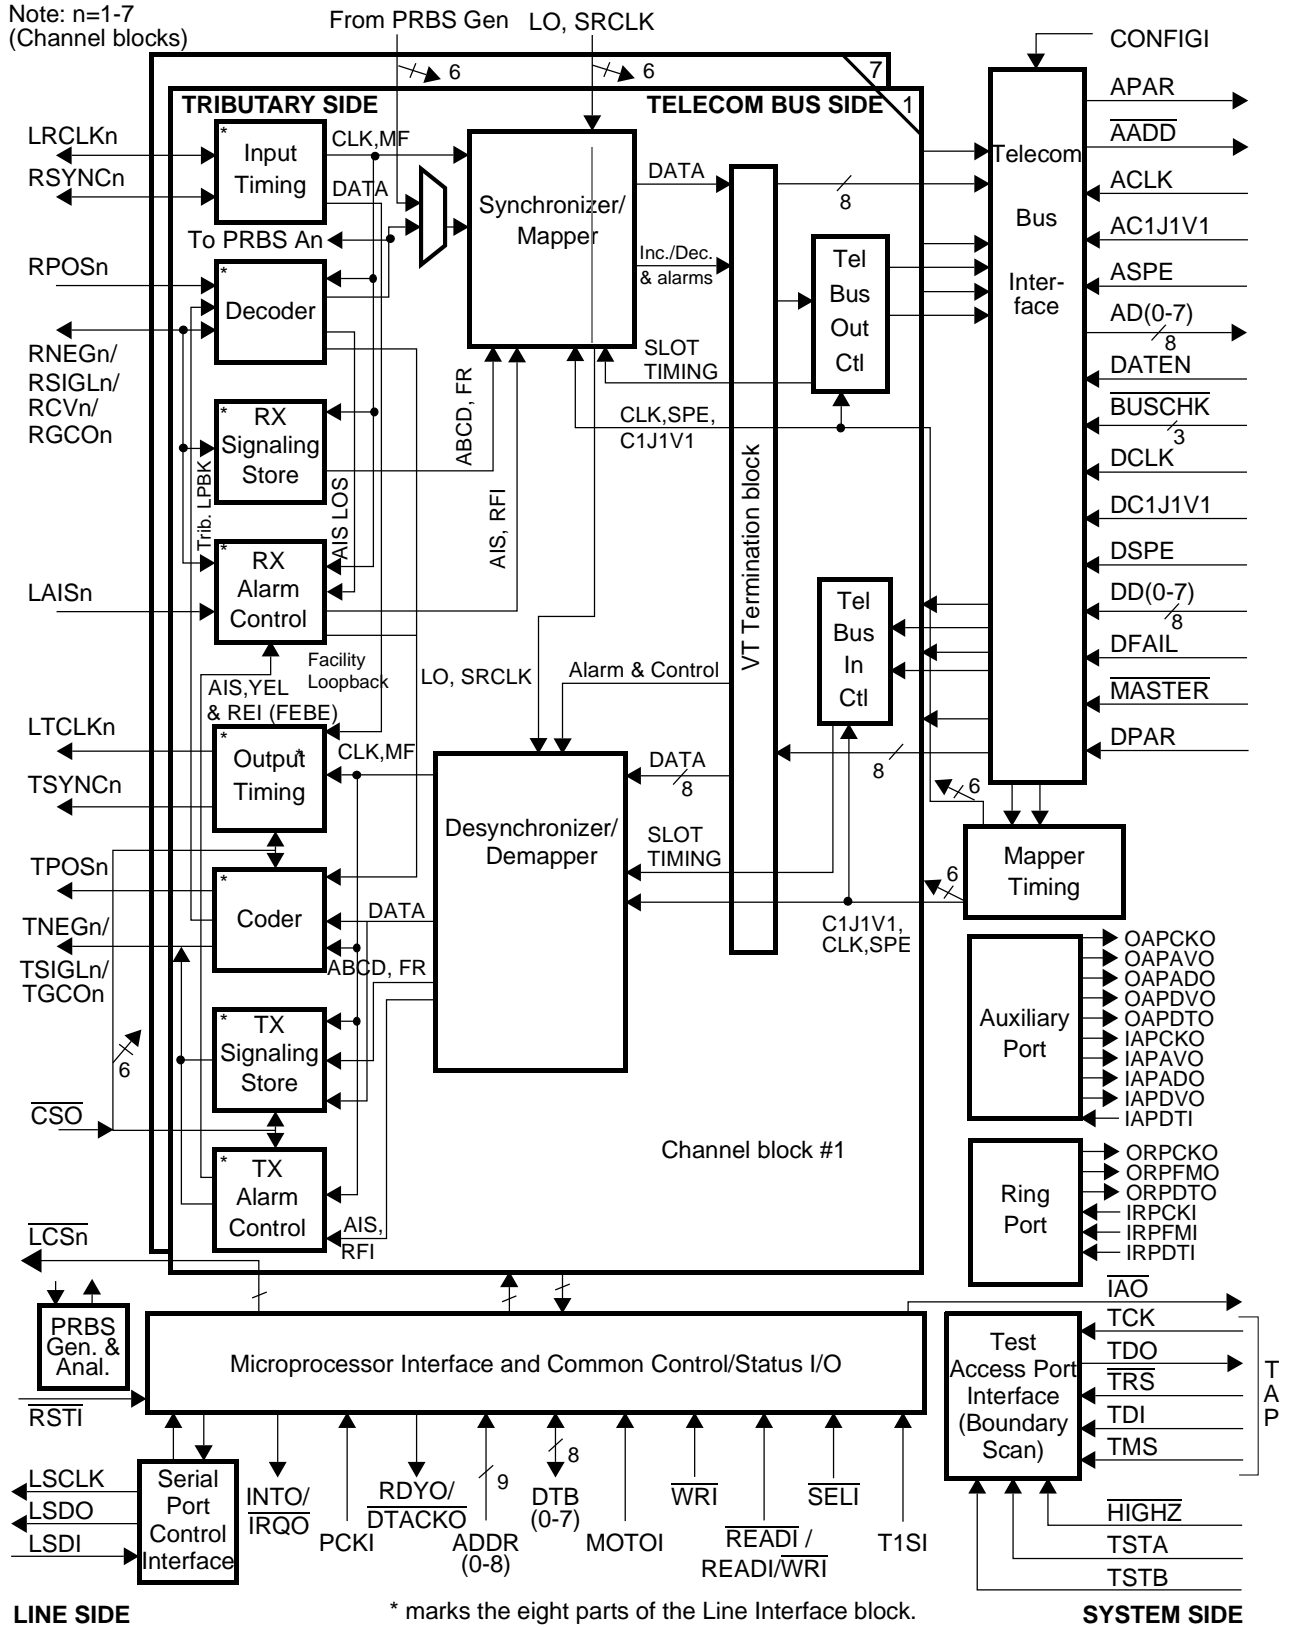 Note: n=1-7
(Channel blocks)
From PRBS Gen
LO, SRCLK
CONFIGI
6
6
7
1
TRIBUTARY SIDE
TELECOM BUS SIDE
LRCLKn
RSYNCn
RPOSn
RNEGn/
RSIGLn/
RCVn/
RGCOn
LAISn
LTCLKn
TSYNCn
TPOSn
TNEGn/
TSIGLn/
TGCOn
CSO
6
LCSn
* Input
Timing
CLK,MF
DATA
To PRBS An
* Decoder
* RX
Signaling
Store
Trib. LPBK
AIS LOS
* RX
Alarm
Control
Facility
Loopback
AIS,YEL
& REI (FEBE)
* Output*
Timing
CLK,MF
* Coder
DATA
ABCD, FR
* TX
Signaling
Store
* TX
Alarm
Control
AIS,
RFI
Synchronizer/
Mapper
ABCD, FR
AIS, RFI
DATA
Inc./Dec.
& alarms
SLOT
TIMING
CLK,SPE,
C1J1V1
LO, SRCLK
Alarm & Control
Desynchronizer/
Demapper
DATA
8
SLOT
TIMING
VT Termination block
8
Tel
Bus
Out
Ctl
Tel
Bus
In
Ctl
8
C1J1V1,
CLK,SPE
Channel block #1
Telecom
Bus
Inter-
face
6
6
Mapper
Timing
APAR
AADD
ACLK
AC1J1V1
ASPE
AD(0-7)
8
DATEN
BUSCHK
3
DCLK
DC1J1V1
DSPE
DD(0-7)
8
DFAIL
MASTER
DPAR
Auxiliary
Port
OAPCKO
OAPAVO
OAPADO
OAPDVO
OAPDTO
IAPCKO
IAPAVO
IAPADO
IAPDVO
IAPDTI
Ring
Port
ORPCKO
ORPFMO
ORPDTO
IRPCKI
IRPFMI
IRPDTI
IAO
Test
Access Port
Interface
(Boundary
Scan)
TCK
TDO
TRS
TDI
TMS
TAP
HIGHZ
TSTA
TSTB
PRBS
Gen. &
Anal.
RSTI
Microprocessor Interface and Common Control/Status I/O
LSCLK
LSDO
LSDI
Serial
Port
Control
Interface
INTO/
IRQO
PCKI
RDYO/
DTACKO
9
ADDR
(0-8)
8
DTB
(0-7)
MOTOI
WRI
READI /
READI/WRI
SELI
T1SI
LINE SIDE
* marks the eight parts of the Line Interface block.
SYSTEM SIDE